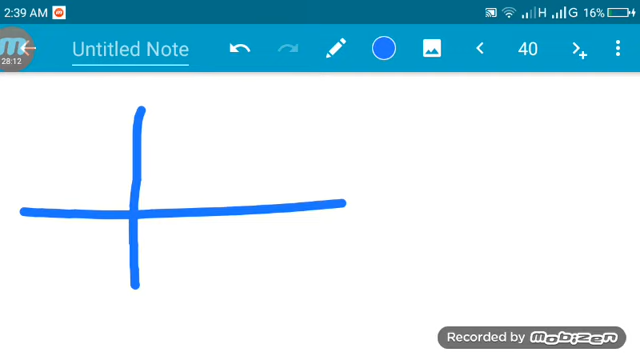 2:39 AM H G 16%
Untitled Note 40
28:12
Recorded by
mobizen